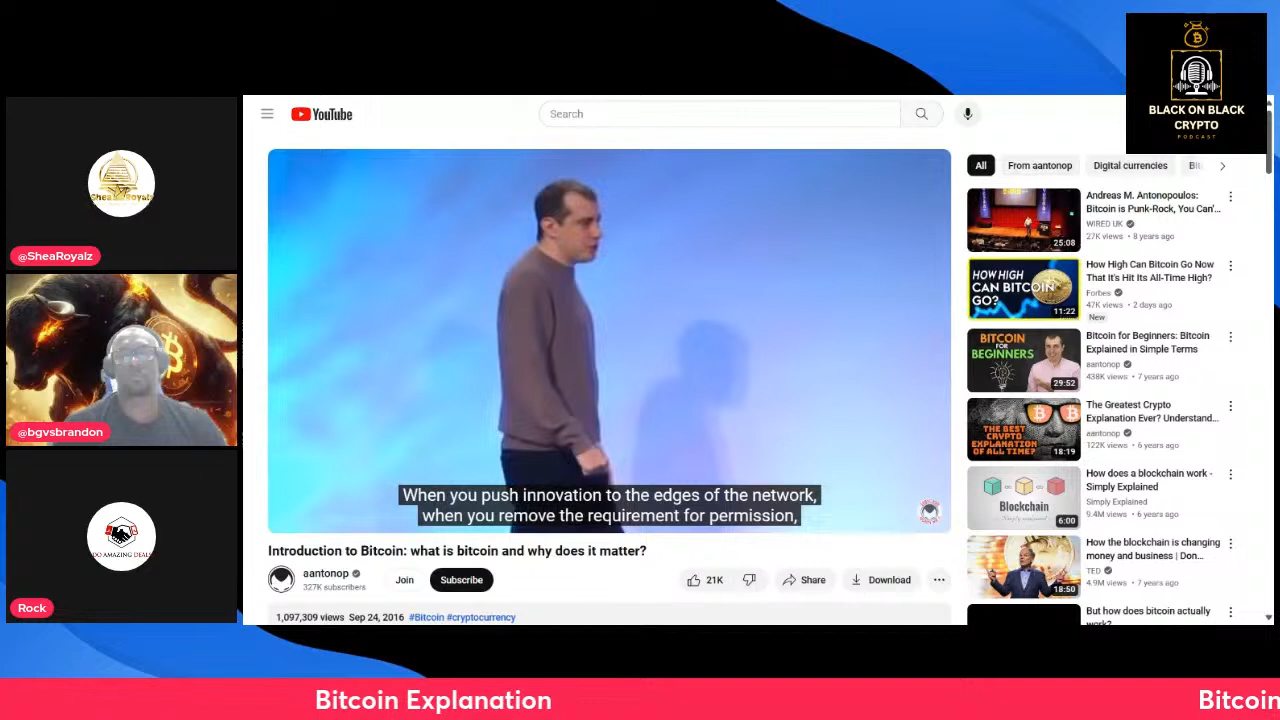 BLACK ON BLACK
CRYPTO
PODCAST
YouTube
Search
All
From aantonop
Digital currencies
@SheaRoyalz
@bgvsbrandon
DO AMAZING DEALS
Rock
When you push innovation to the edges of the network,
when you remove the requirement for permission,
Introduction to Bitcoin: what is bitcoin and why does it matter?
aantonop
327K subscribers
Join
Subscribe
21K
Share
Download
1,097,309 views Sep 24, 2016 #Bitcoin #cryptocurrency
25:08
Andreas M. Antonopoulos:
Bitcoin is Punk-Rock, You Can'...
WIRED UK
27K views • 8 years ago
HOW HIGH
CAN BITCOIN
GO?
11:22
How High Can Bitcoin Go Now
That It's Hit Its All-Time High?
Forbes
47K views • 2 days ago
New
BITCOIN
FOR
BEGINNERS
29:52
Bitcoin for Beginners: Bitcoin
Explained in Simple Terms
aantonop
438K views • 7 years ago
THE BEST
CRYPTO
EXPLANATION
OF ALL TIME?
18:19
The Greatest Crypto
Explanation Ever? Understand...
aantonop
122K views • 6 years ago
Blockchain
Simply explained
6:00
How does a blockchain work -
Simply Explained
Simply Explained
9.4M views • 6 years ago
18:50
How the blockchain is changing
money and business | Don...
TED
4.9M views • 7 years ago
But how does bitcoin actually
work?
Bitcoin Explanation
Bitcoin